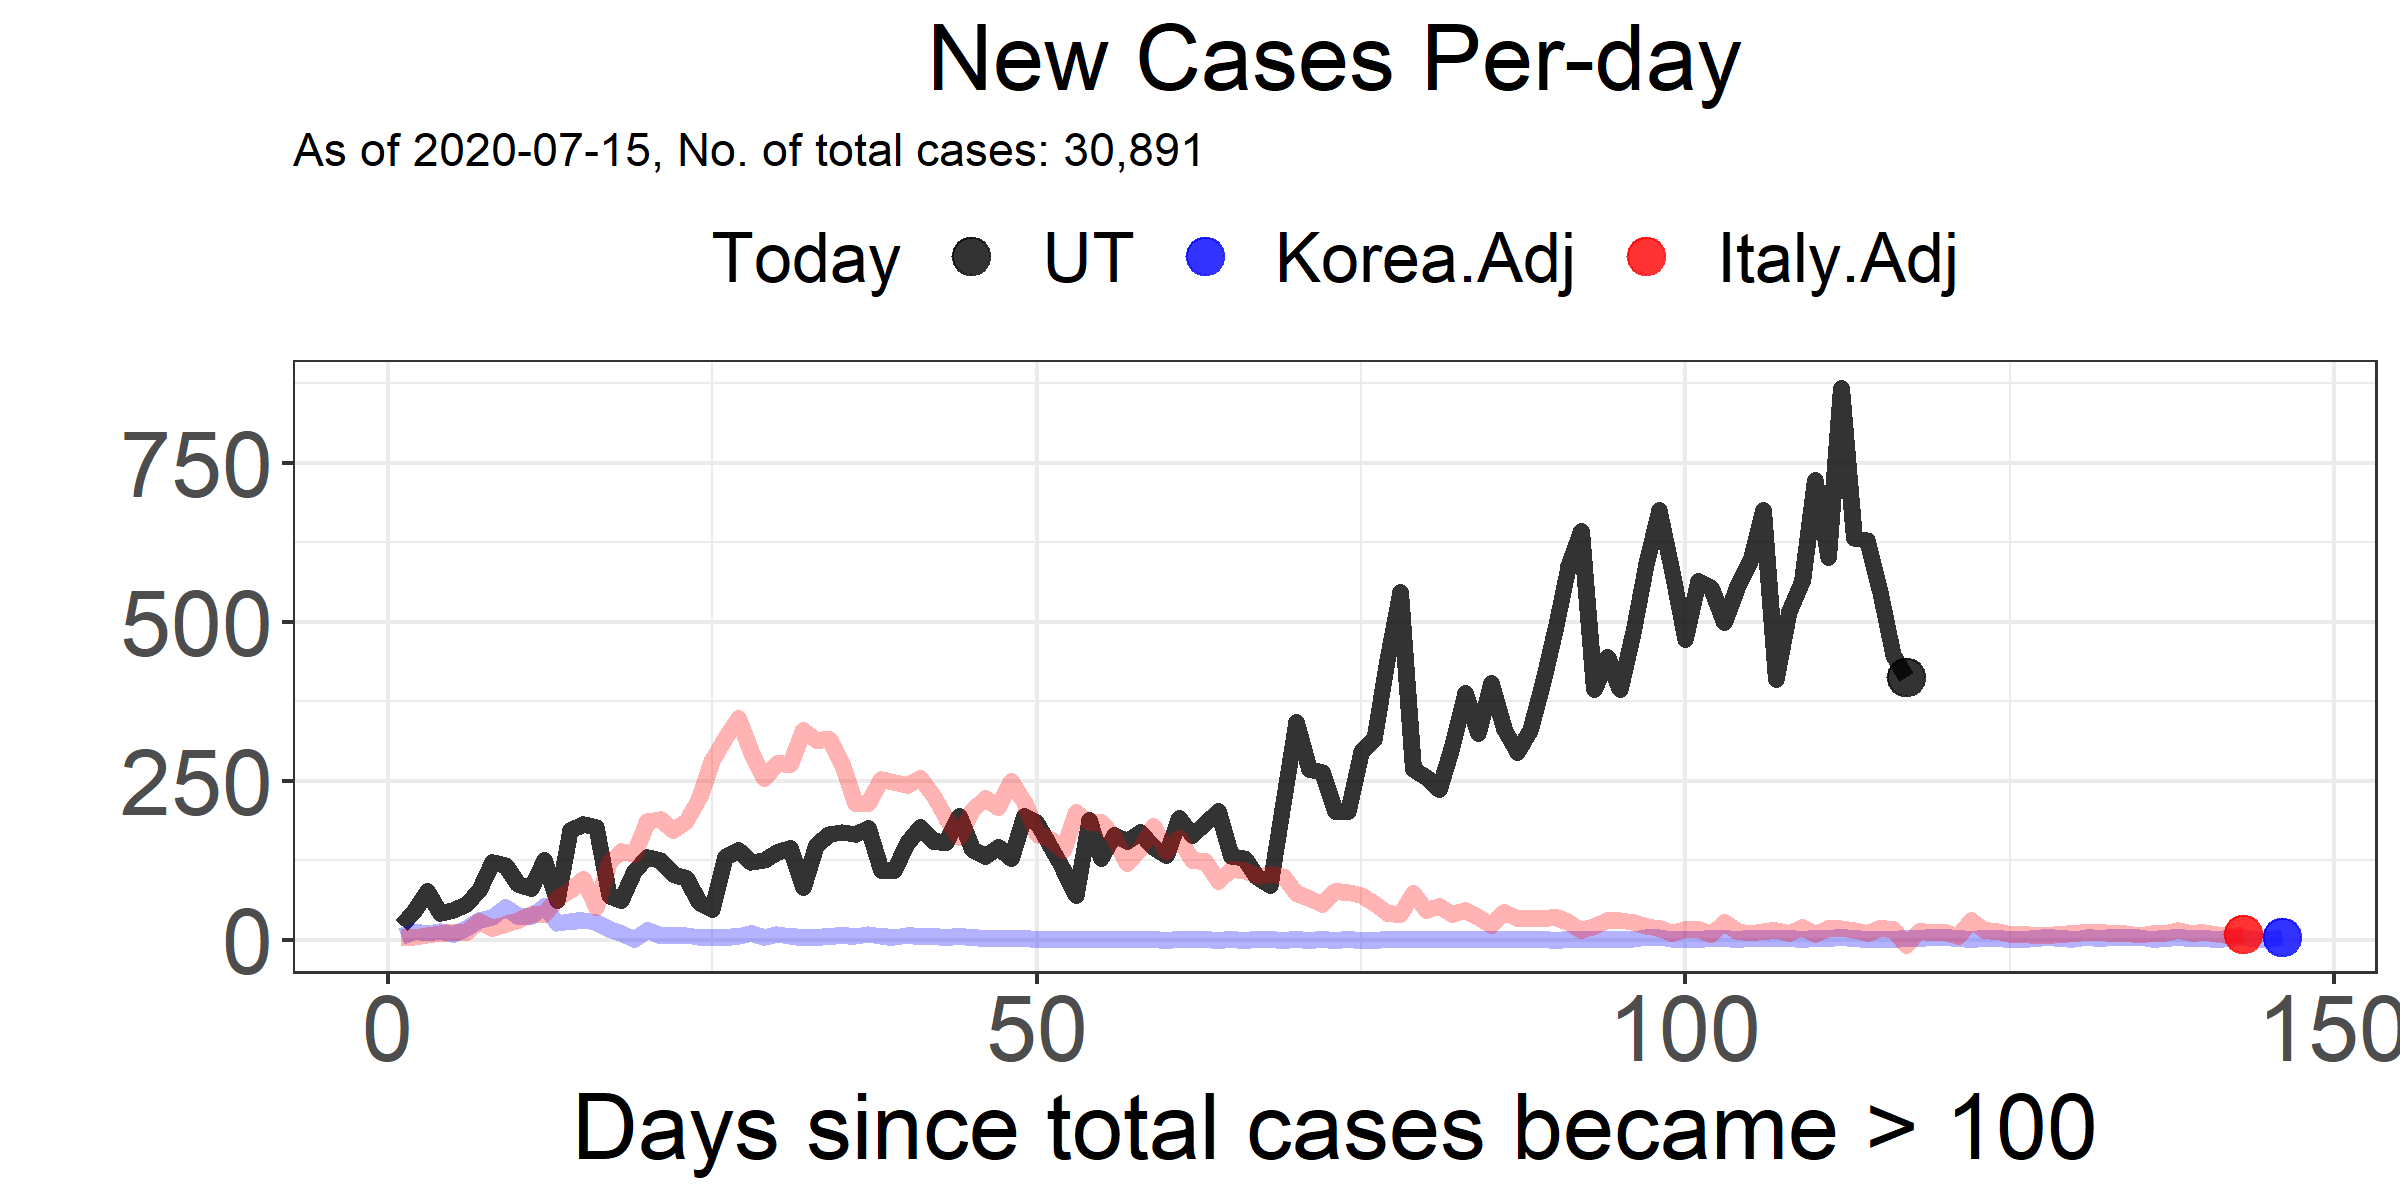 New Cases Per-day
As of 2020-07-15, No. of total cases: 30,891
Today UT Korea.Adj Italy.Adj
750
500
250
0
0 50 100 150
Days since total cases became > 100